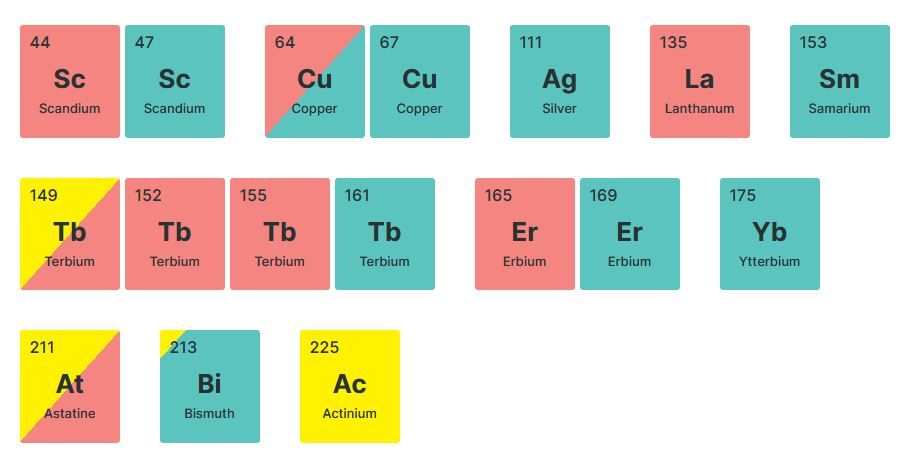 44 47 64 67 111 135 153
Sc Sc Cu Cu Ag La Sm
Scandium Scandium Copper Copper Silver Lanthanum Samarium
149 152 155 161 165 169 175
Tb Tb Tb Tb Er Er Yb
Terbium Terbium Terbium Terbium Erbium Erbium Ytterbium
211 213 225
At Bi Ac
Astatine Bismuth Actinium